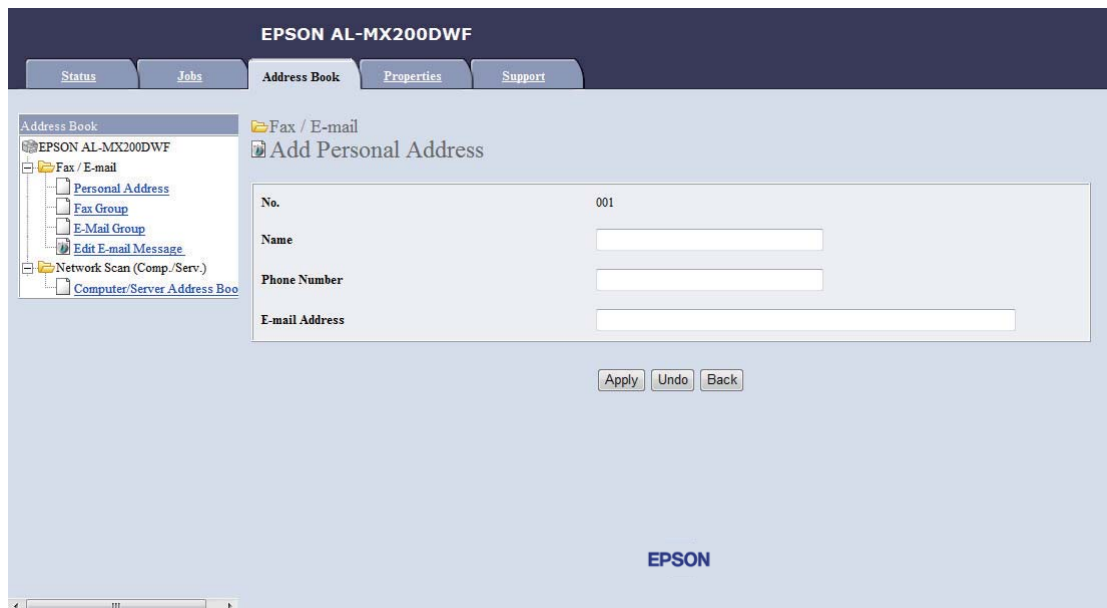 EPSON AL-MX200DWF
Status Jobs Address Book Properties Support
Address Book
EPSON AL-MX200DWF
Fax / E-mail
Personal Address
Fax Group
E-Mail Group
Edit E-mail Message
Network Scan (Comp./Serv.)
Computer/Server Address Boo
Fax / E-mail
Add Personal Address
No. 001
Name
Phone Number
E-mail Address
Apply Undo Back
EPSON